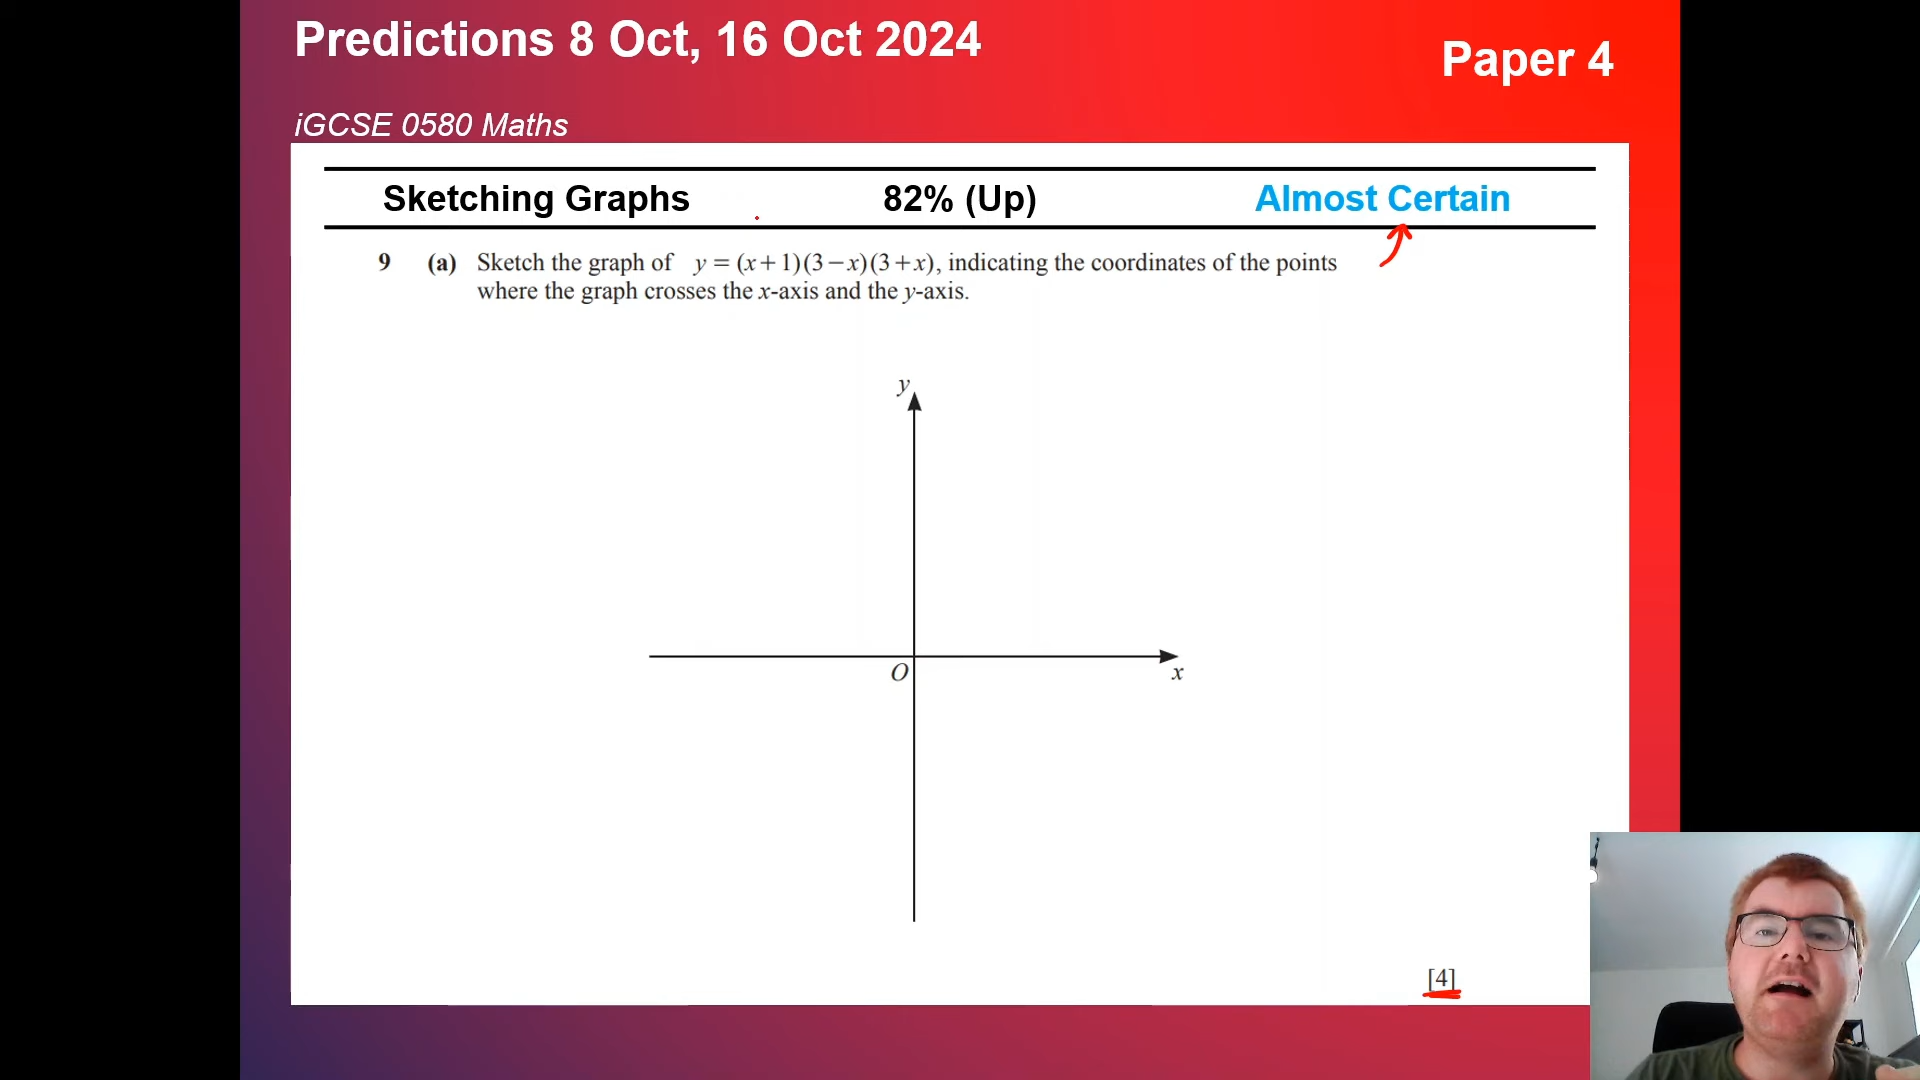 Predictions 8 Oct, 16 Oct 2024
Paper 4
iGCSE 0580 Maths
Sketching Graphs 82% (Up) Almost Certain
9 (a) Sketch the graph of y = (x+1)(3−x)(3+x), indicating the coordinates of the points
where the graph crosses the x-axis and the y-axis.
y
O
x
[4]